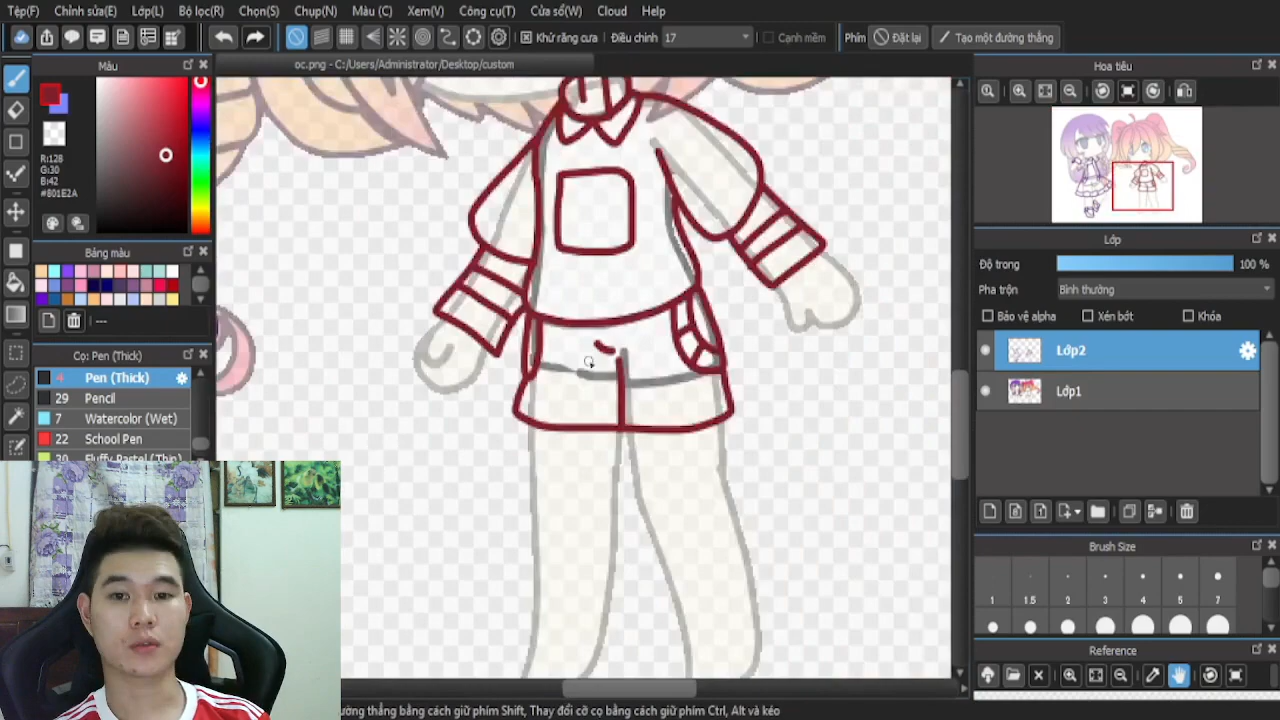 Tệp(F) Chỉnh sửa(E) Lớp(L) Bộ lọc(R) Chọn(S) Chụp(N) Màu (C) Xem(V) Công cụ(T) Cửa sổ(W) Cloud Help
Khử răng cưa Điều chỉnh 17 Cạnh mềm Phím Đặt lại Tạo một đường thẳng
Màu
oc.png - C:/Users/Administrator/Desktop/custom
Hoa tiêu
R:128
G:30
B:42
#801E2A
Bảng màu
---
Cọ: Pen (Thick)
4 Pen (Thick)
29 Pencil
7 Watercolor (Wet)
22 School Pen
30 Fluffy Pastel (Thin)
Lớp
Độ trong 100 %
Pha trộn Bình thường
Bảo vệ alpha Xén bớt Khóa
Lớp2
Lớp1
Brush Size
1 1.5 2 3 4 5 7
Reference
ường thẳng bằng cách giữ phím Shift, Thay đổi cỡ cọ bằng cách giữ phím Ctrl, Alt và kéo